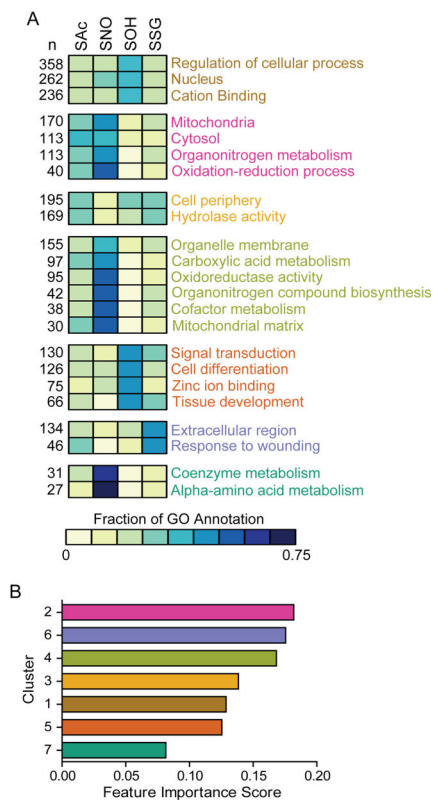 A
n SAc SNO SOH SSG
358 Regulation of cellular process
262 Nucleus
236 Cation Binding
170 Mitochondria
113 Cytosol
113 Organonitrogen metabolism
40 Oxidation-reduction process
195 Cell periphery
169 Hydrolase activity
155 Organelle membrane
97 Carboxylic acid metabolism
95 Oxidoreductase activity
42 Organonitrogen compound biosynthesis
38 Cofactor metabolism
30 Mitochondrial matrix
130 Signal transduction
126 Cell differentiation
75 Zinc ion binding
66 Tissue development
134 Extracellular region
46 Response to wounding
31 Coenzyme metabolism
27 Alpha-amino acid metabolism
Fraction of GO Annotation
0 0.75
B
Cluster
2
6
4
3
1
5
7
0.00 0.05 0.10 0.15 0.20
Feature Importance Score